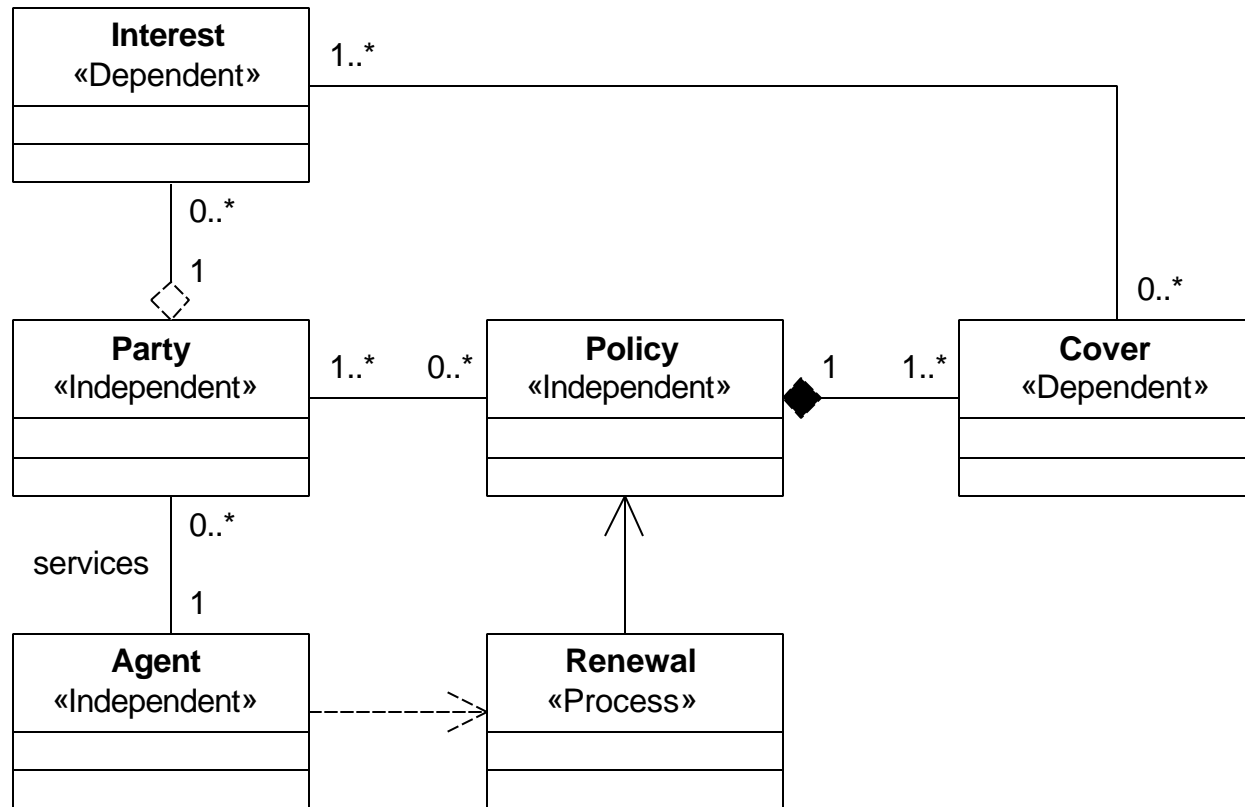 Interest
«Dependent»
1..*
0..*
1
0..*
Party
«Independent»
1..*
0..*
Policy
«Independent»
1
1..*
Cover
«Dependent»
0..*
services
1
Agent
«Independent»
Renewal
«Process»